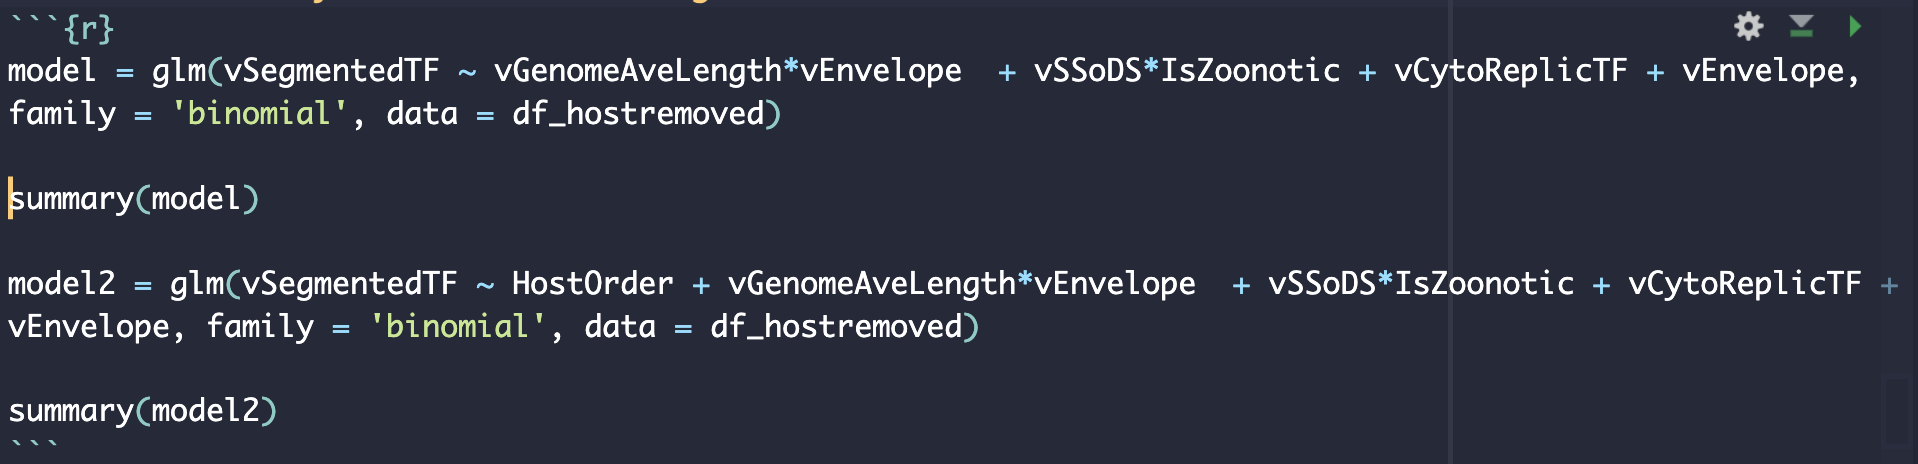 ```{r}
model = glm(vSegmentedTF ~ vGenomeAveLength*vEnvelope  + vSSoDS*IsZoonotic + vCytoReplicTF + vEnvelope,
family = 'binomial', data = df_hostremoved)
summary(model)
model2 = glm(vSegmentedTF ~ HostOrder + vGenomeAveLength*vEnvelope  + vSSoDS*IsZoonotic + vCytoReplicTF +
vEnvelope, family = 'binomial', data = df_hostremoved)
summary(model2)
```